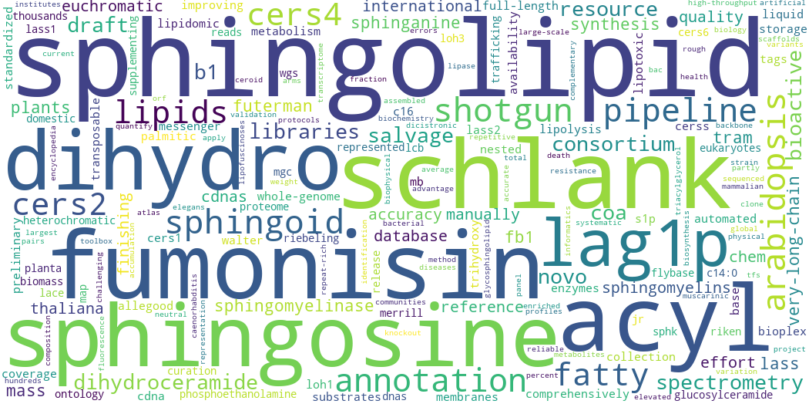 institutes improving international full-length high-throughput artificial
euchromatic cers4 resource liquid
standardized draft lipidomic sphinganine synthesis quality storage
thousands lass1 supplementing reads metabolism loh3 trafficking availability errors large-scale cers6 biology scaffolds variants tags
sphingolipid
current b1 wgs transcriptome lipase lipotoxic complementary rough
ceroid fraction bac health
plants lipids futerman shotgun pipeline bioactive
domestic transposable messenger libraries arms assembled orf biochemistry dicistronic
encyclopedia quantify validation protocols c16 salvage lass2 repetitive lipolysis cerss backbone
palmitic apply represented lcb nested consortium tram
dihydro schlank
lipofuscinoses mgc average total death eukaryotes strain
mb biophysical resistance partly arabidopsis
cers2 cdnas whole-genome elegans weight advantage accurate triacylglycerol sequenced mammalian
proteome clone very-long-chain
heterochromatic sphingoid accuracy manually coa s1p automated
atlas bacterial systematic global
preliminary largest finishing accumulation cers1 walter riebeling database fb1 trihydroxy lag1p biosynthesis physical chem
pairs toolbox repeat-rich identification release method glycosphingolipid novo informatics flybase c14:0 tfs
fumonisin acyl
planta map challenging diseases enzymes sphingomyelins muscarinic base
biomass lace caenorhabditis panel enriched
thaliana allegood sphingomyelinase reference communities profiles jr bioplex
composition fluorescence neutral representation merrill sphk riken
sphingosine
knockout reliable metabolites collection project
curation percent effort lass
coverage loh1 annotation fatty variation
hundreds dihydroceramide spectrometry
mass ontology cdna phosphoethanolamine substrates dnas membranes comprehensively elevated glucosylceramide